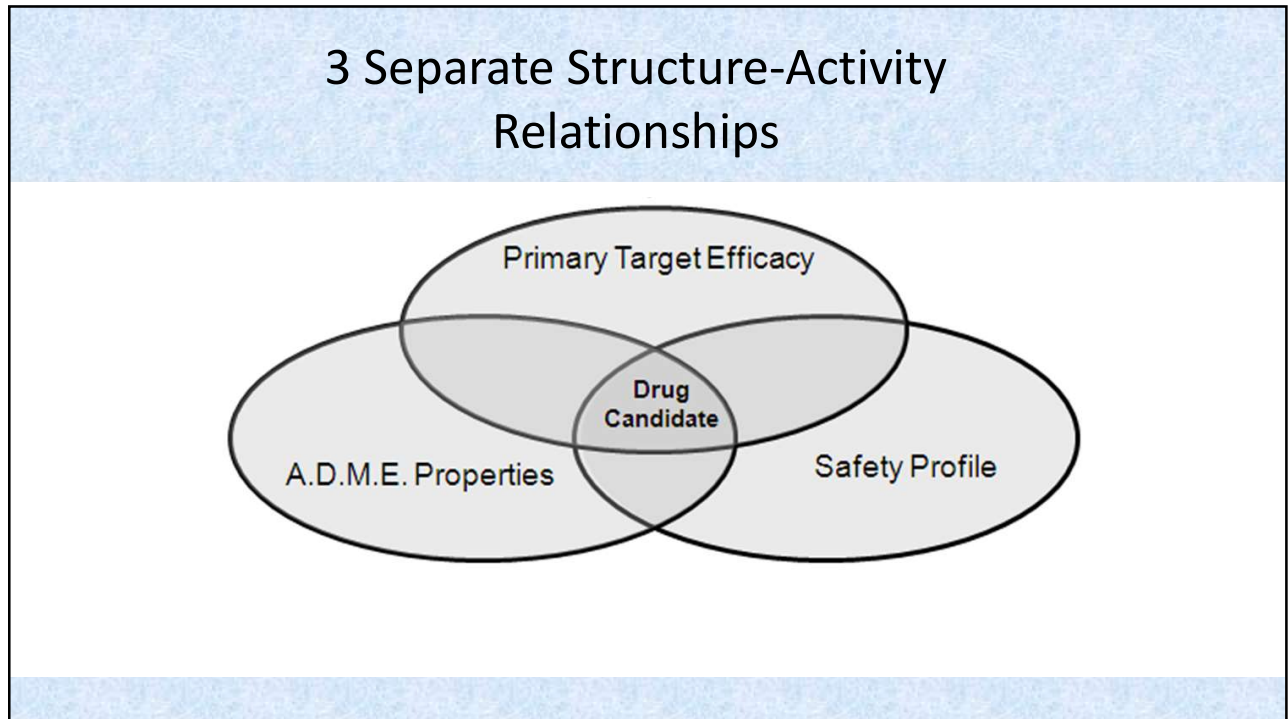 3 Separate Structure-Activity
Relationships
Primary Target Efficacy
Drug
Candidate
A.D.M.E. Properties
Safety Profile